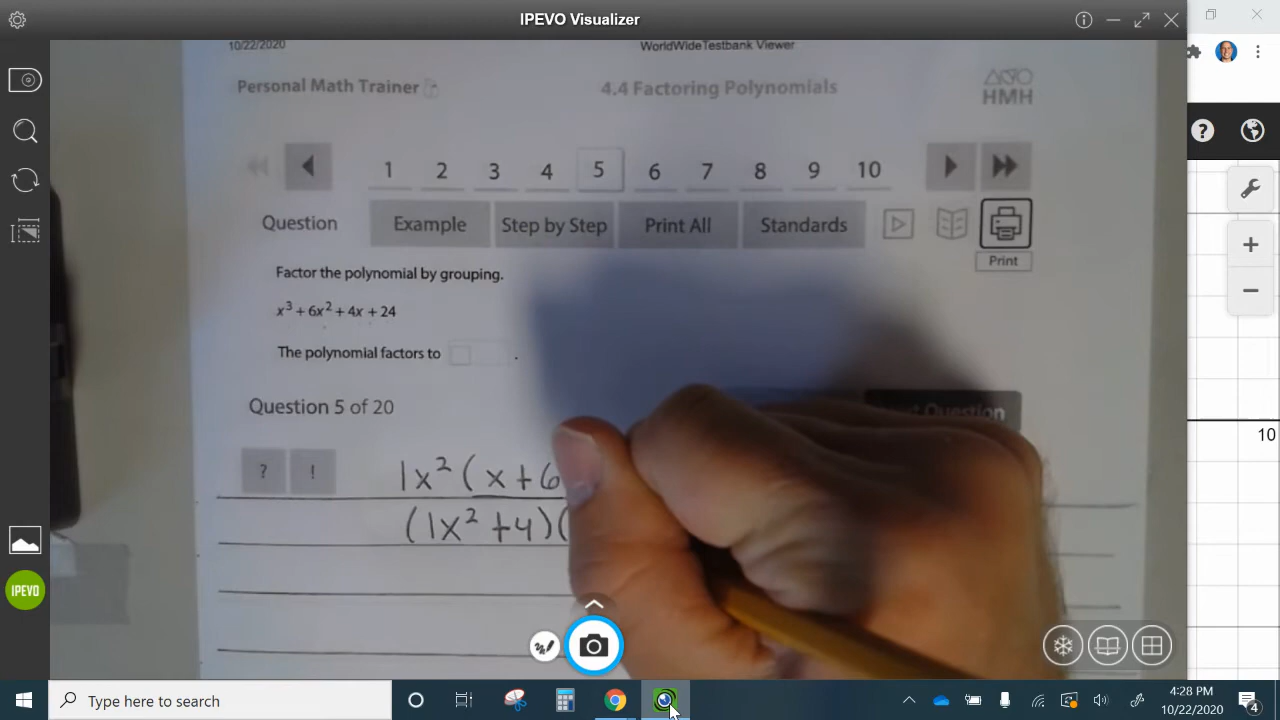 IPEVO Visualizer
10/22/2020
WorldWideTestbank Viewer
Personal Math Trainer
4.4 Factoring Polynomials
HMH
1 2 3 4 5 6 7 8 9 10
Question
Example
Step by Step
Print All
Standards
Print
Factor the polynomial by grouping.
x³ + 6x² + 4x + 24
The polynomial factors to .
Question 5 of 20
Question
? !
1x² ( x + 6
(1x² + 4)(
10
IPEVO
Type here to search
4:28 PM
10/22/2020
4